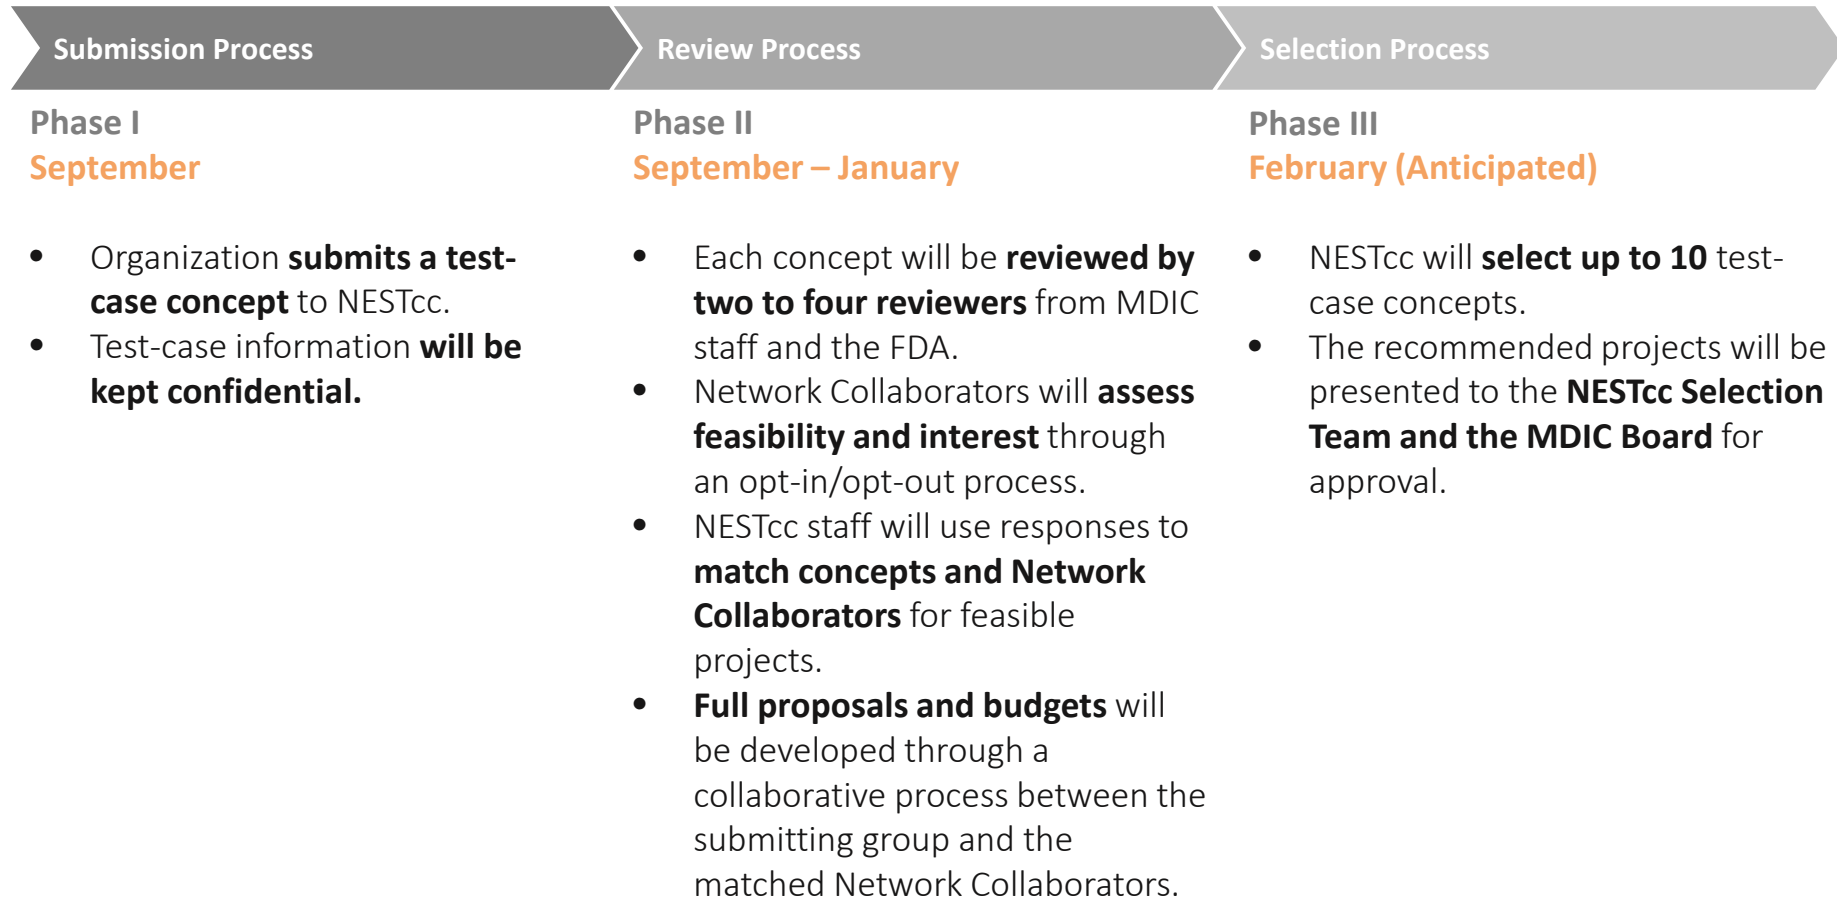 Submission Process
Review Process
Selection Process
Phase I
September
• Organization submits a test-
case concept to NESTcc.
• Test-case information will be
kept confidential.
Phase II
September – January
• Each concept will be reviewed by
two to four reviewers from MDIC
staff and the FDA.
• Network Collaborators will assess
feasibility and interest through
an opt-in/opt-out process.
• NESTcc staff will use responses to
match concepts and Network
Collaborators for feasible
projects.
• Full proposals and budgets will
be developed through a
collaborative process between the
submitting group and the
matched Network Collaborators.
Phase III
February (Anticipated)
• NESTcc will select up to 10 test-
case concepts.
• The recommended projects will be
presented to the NESTcc Selection
Team and the MDIC Board for
approval.